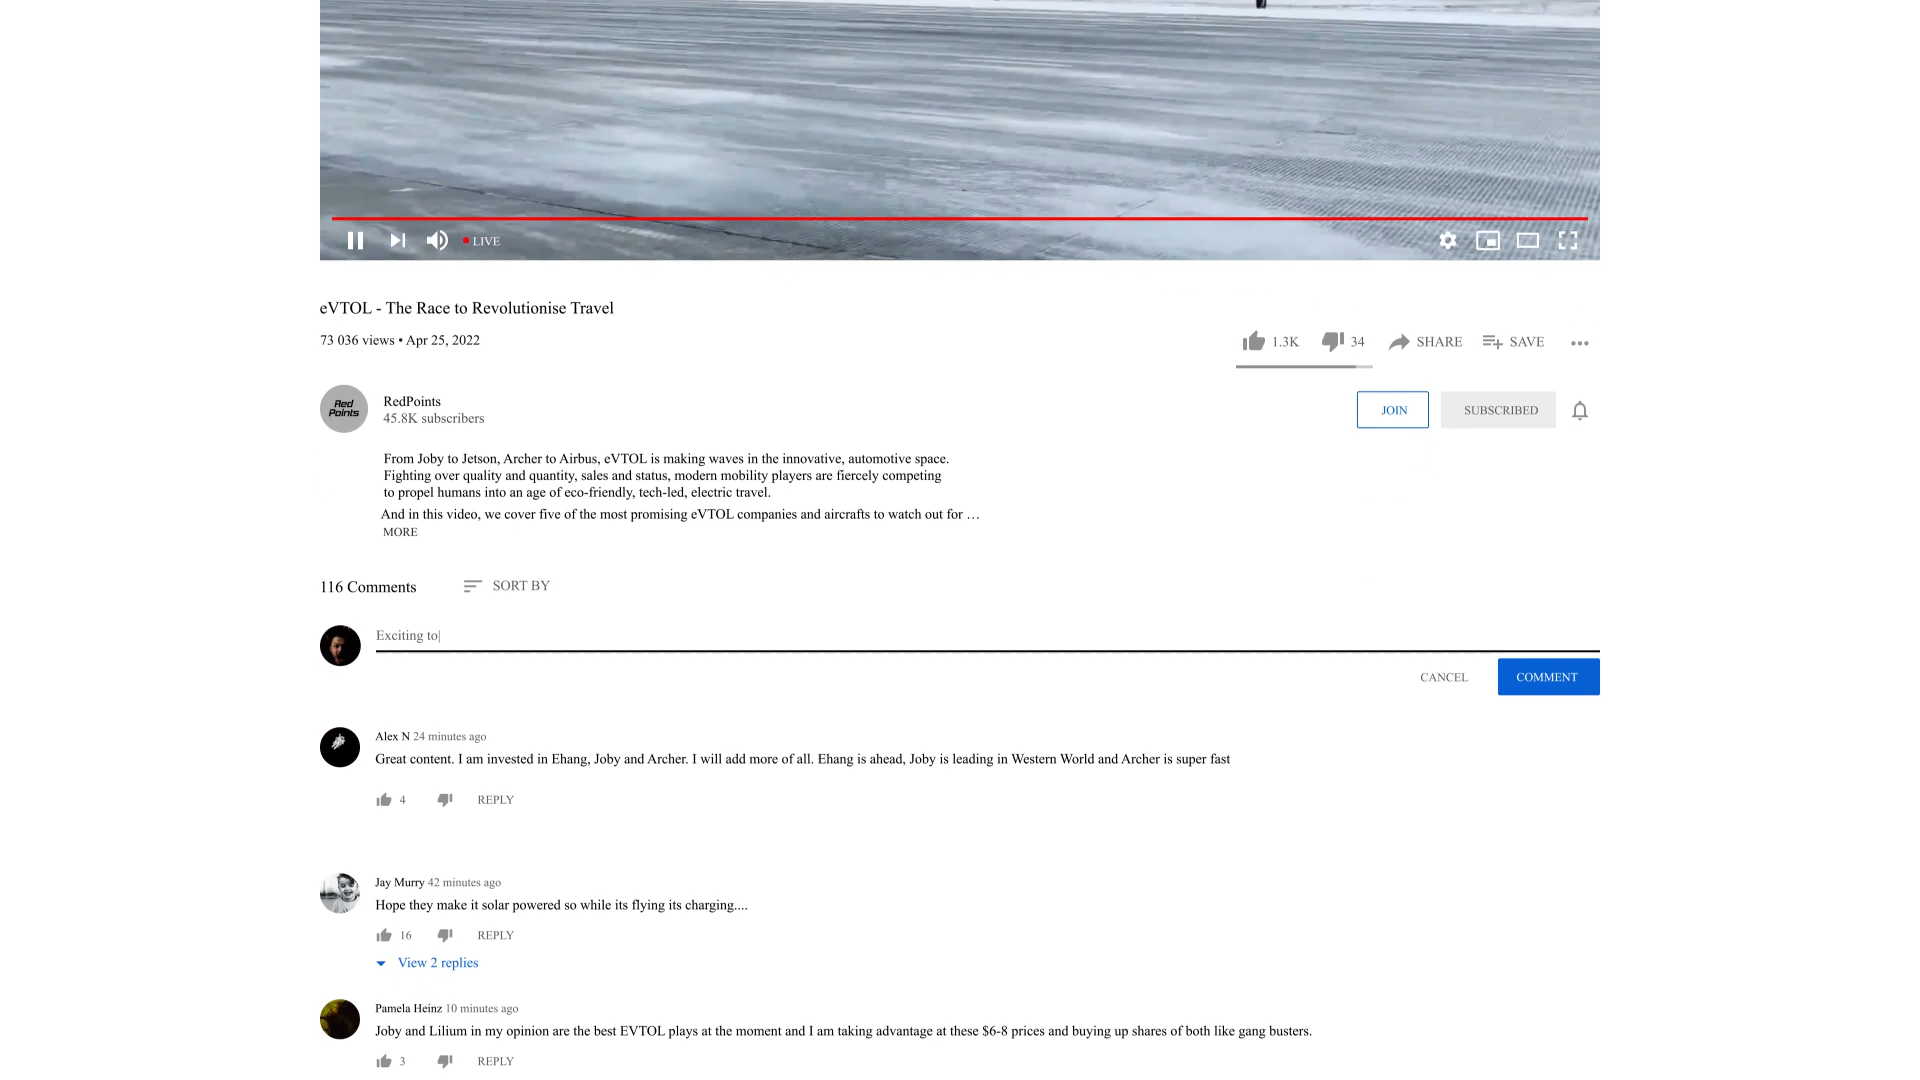 LIVE
eVTOL - The Race to Revolutionise Travel
73 036 views • Apr 25, 2022
1.3K 34 SHARE SAVE
Red
Points
RedPoints
45.8K subscribers
JOIN SUBSCRIBED
From Joby to Jetson, Archer to Airbus, eVTOL is making waves in the innovative, automotive space.
Fighting over quality and quantity, sales and status, modern mobility players are fiercely competing
to propel humans into an age of eco-friendly, tech-led, electric travel.
And in this video, we cover five of the most promising eVTOL companies and aircrafts to watch out for …
MORE
116 Comments SORT BY
Exciting to
CANCEL COMMENT
Alex N 24 minutes ago
Great content. I am invested in Ehang, Joby and Archer. I will add more of all. Ehang is ahead, Joby is leading in Western World and Archer is super fast
4 REPLY
Jay Murry 42 minutes ago
Hope they make it solar powered so while its flying its charging....
16 REPLY
View 2 replies
Pamela Heinz 10 minutes ago
Joby and Lilium in my opinion are the best EVTOL plays at the moment and I am taking advantage at these $6-8 prices and buying up shares of both like gang busters.
3 REPLY